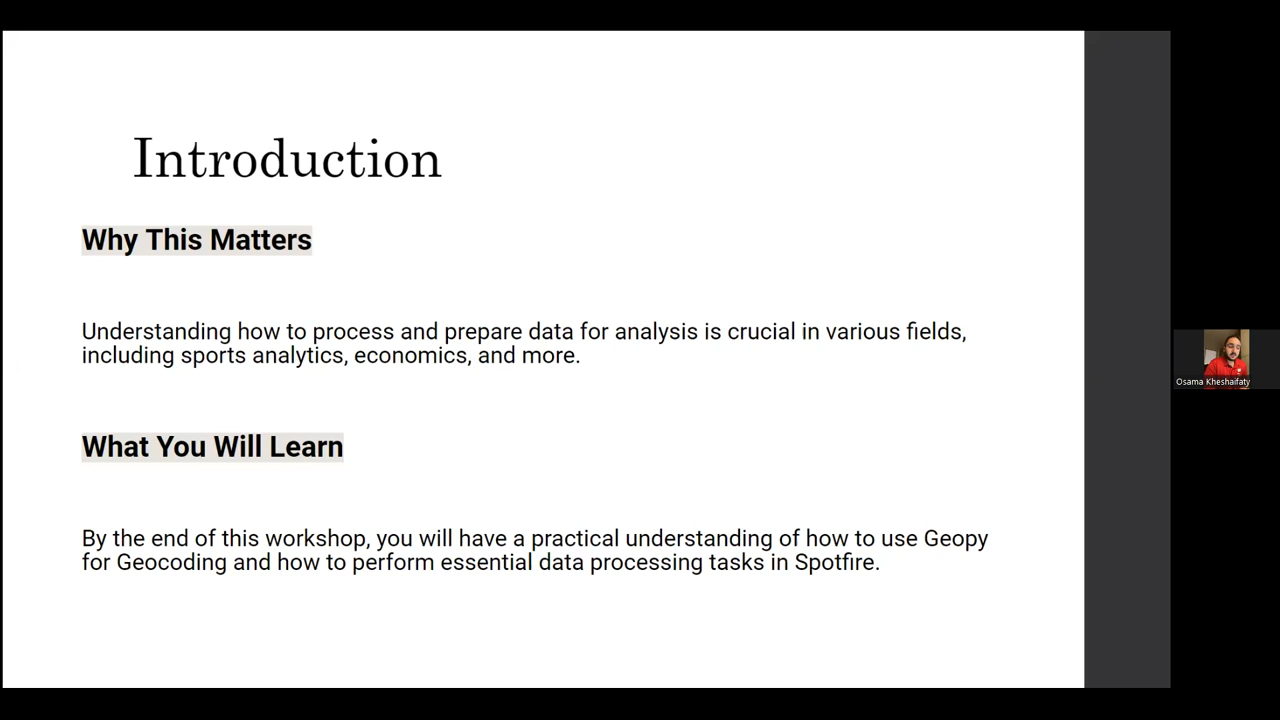 Introduction
Why This Matters
Understanding how to process and prepare data for analysis is crucial in various fields,
including sports analytics, economics, and more.
What You Will Learn
By the end of this workshop, you will have a practical understanding of how to use Geopy
for Geocoding and how to perform essential data processing tasks in Spotfire.
Osama Kheshaifaty